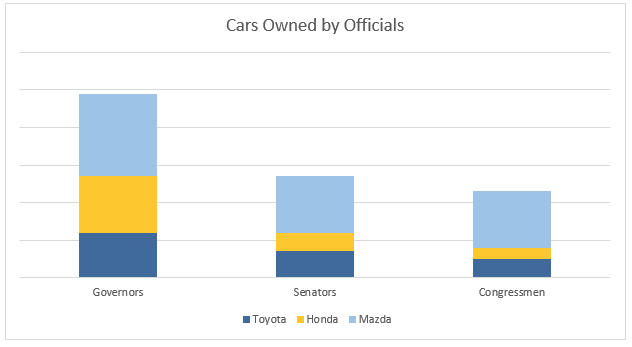 Cars Owned by Officials
Governors Senators Congressmen
Toyota Honda Mazda